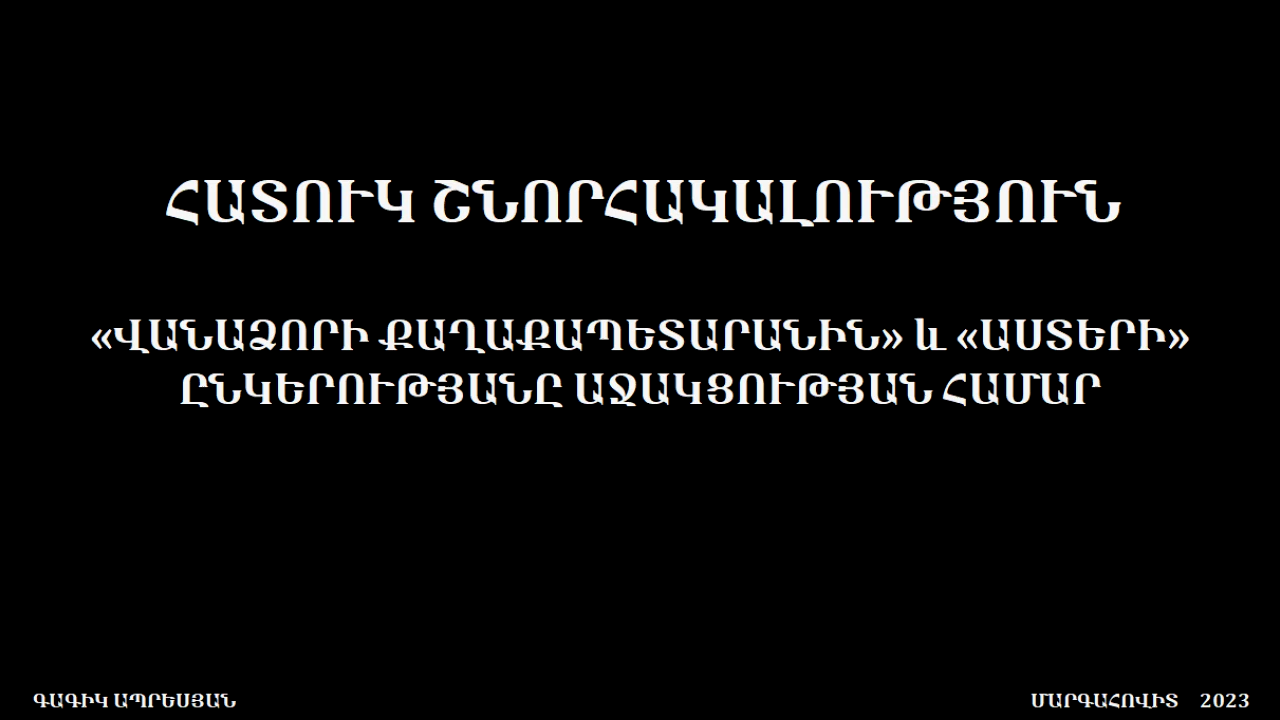 ՀԱՏՈՒԿ ՇՆՈՐՀԱԿԱԼՈՒԹՅՈՒՆ
«ՎԱՆԱՁՈՐԻ ՔԱՂԱՔԱՊԵՏԱՐԱՆԻՆ» և «ԱՍՏԵՐԻ»
ԸՆԿԵՐՈՒԹՅԱՆԸ ԱՋԱԿՑՈՒԹՅԱՆ ՀԱՄԱՐ
ԳԱԳԻԿ ԱՊՐԵՍՅԱՆ
ՄԱՐԳԱՀՈՎԻՏ 2023